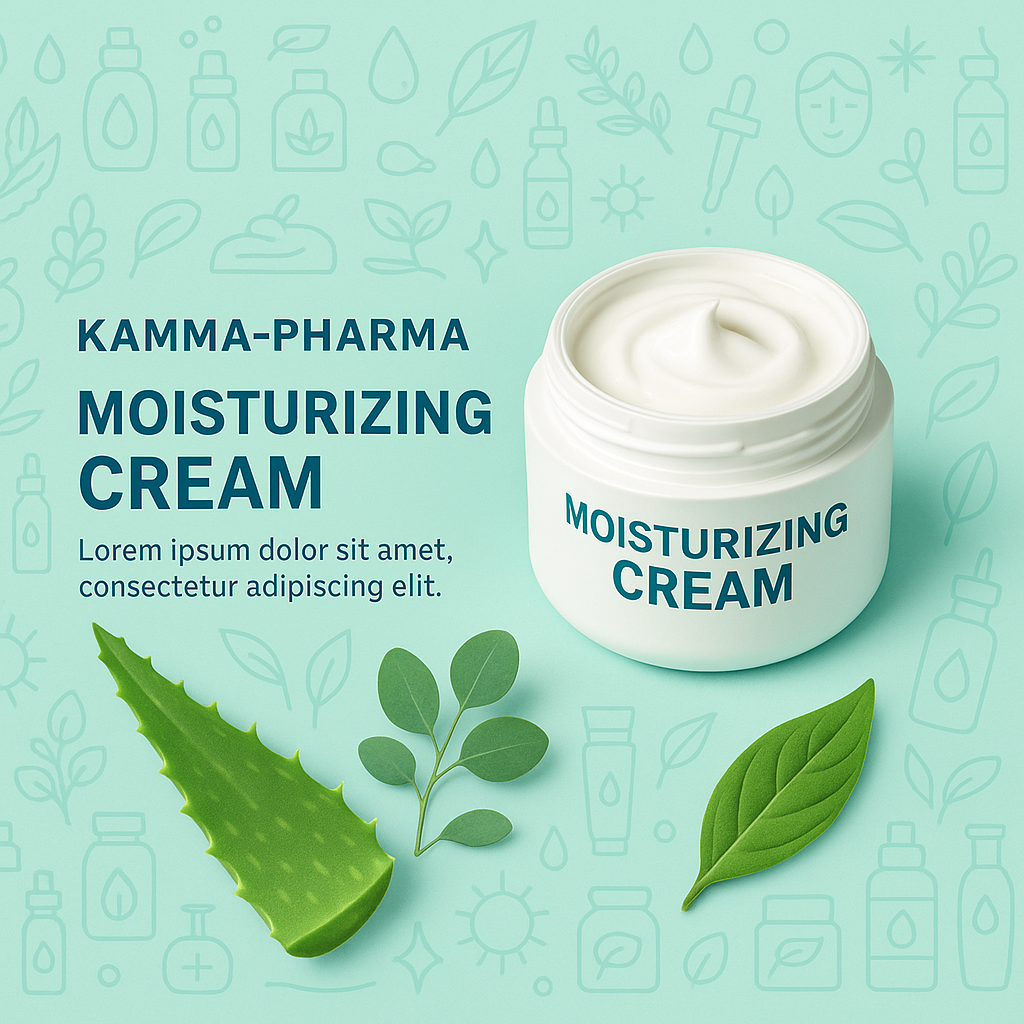 KAMMA-PHARMA
MOISTURIZING
CREAM
Lorem ipsum dolor sit amet,
consectetur adipiscing elit.
MOISTURIZING
CREAM